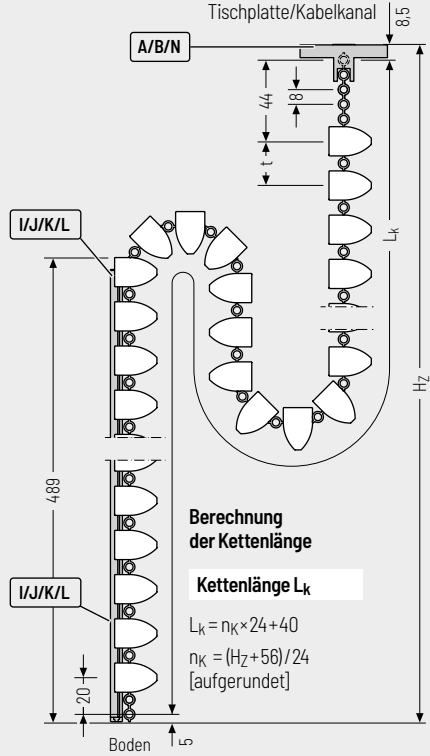 Tischplatte/Kabelkanal
8,5
A/B/N
44
8
t
Lk
HZ
I/J/K/L
489
I/J/K/L
20
5
Boden
Berechnung
der Kettenlänge
Kettenlänge Lk
Lk = nK×24+40
nK = (HZ+56)/24
[aufgerundet]